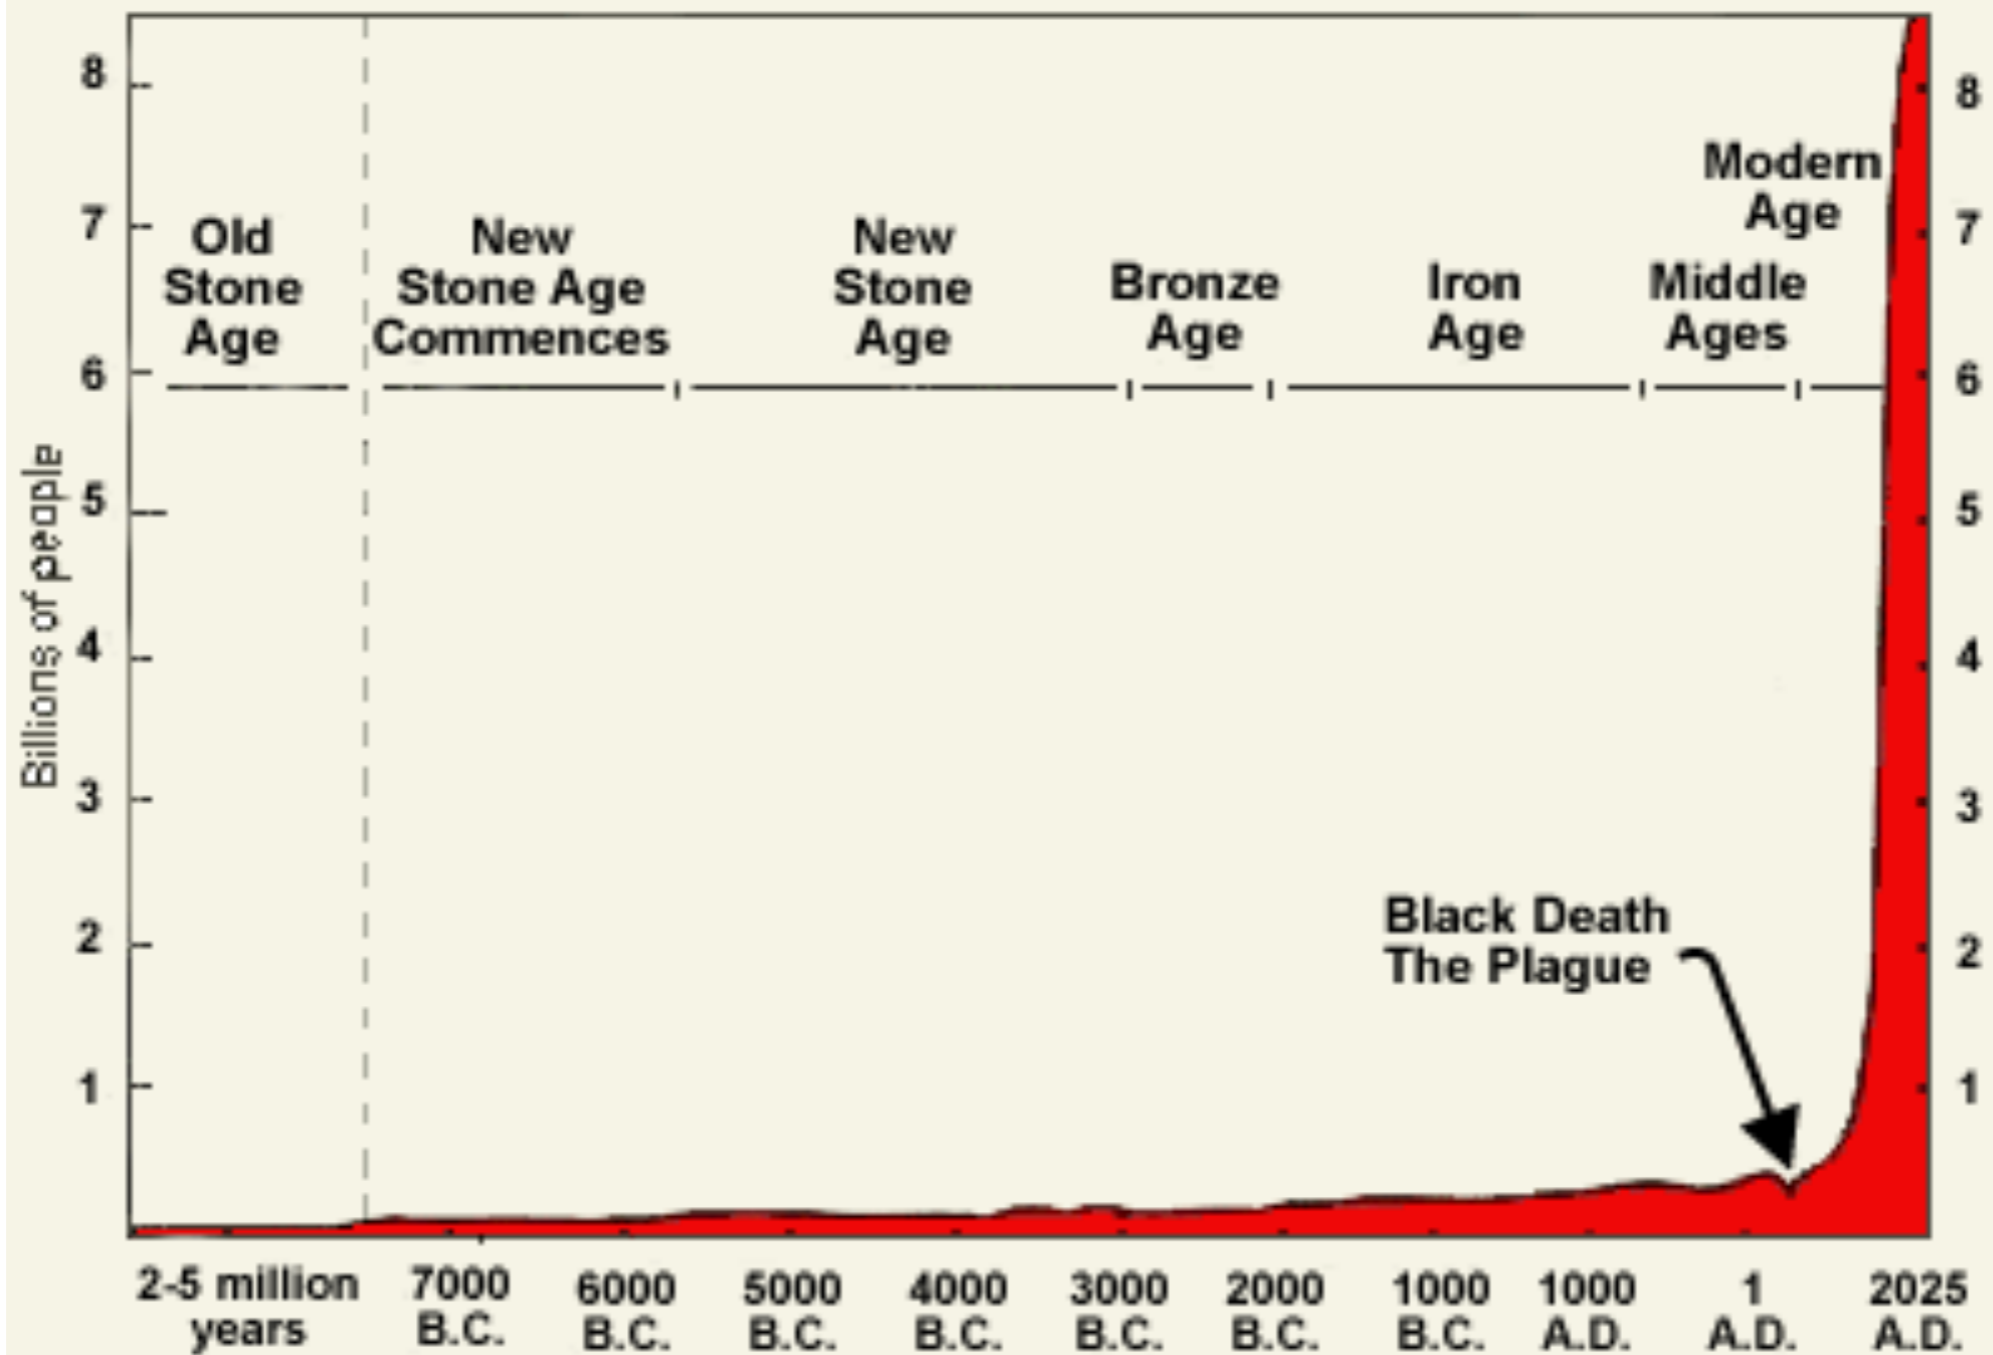 8
7
6
5
4
3
2
1
Billions of people
Old
Stone
Age
New
Stone Age
Commences
New
Stone
Age
Bronze
Age
Iron
Age
Middle
Ages
Modern
Age
Black Death
The Plague
8
7
6
5
4
3
2
1
2-5 million
years
7000
B.C.
6000
B.C.
5000
B.C.
4000
B.C.
3000
B.C.
2000
B.C.
1000
B.C.
1000
A.D.
1
A.D.
2025
A.D.